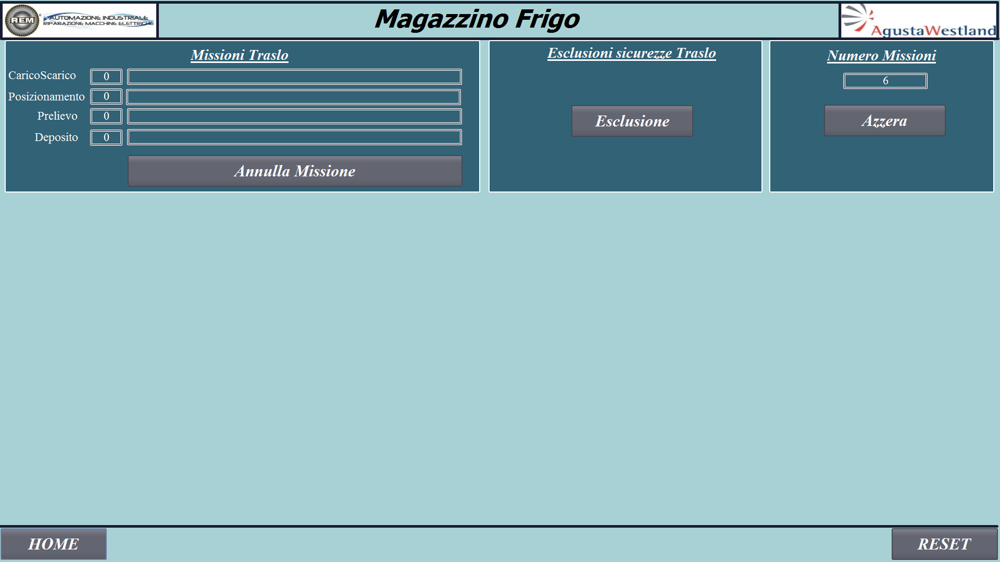 REM
AUTOMAZIONE INDUSTRIALE
RIPARAZIONE MACCHINE ELETTRICHE
Magazzino Frigo
AgustaWestland
Missioni Traslo
CaricoScarico 0
Posizionamento 0
Prelievo 0
Deposito 0
Annulla Missione
Esclusioni sicurezze Traslo
Esclusione
Numero Missioni
6
Azzera
HOME
RESET